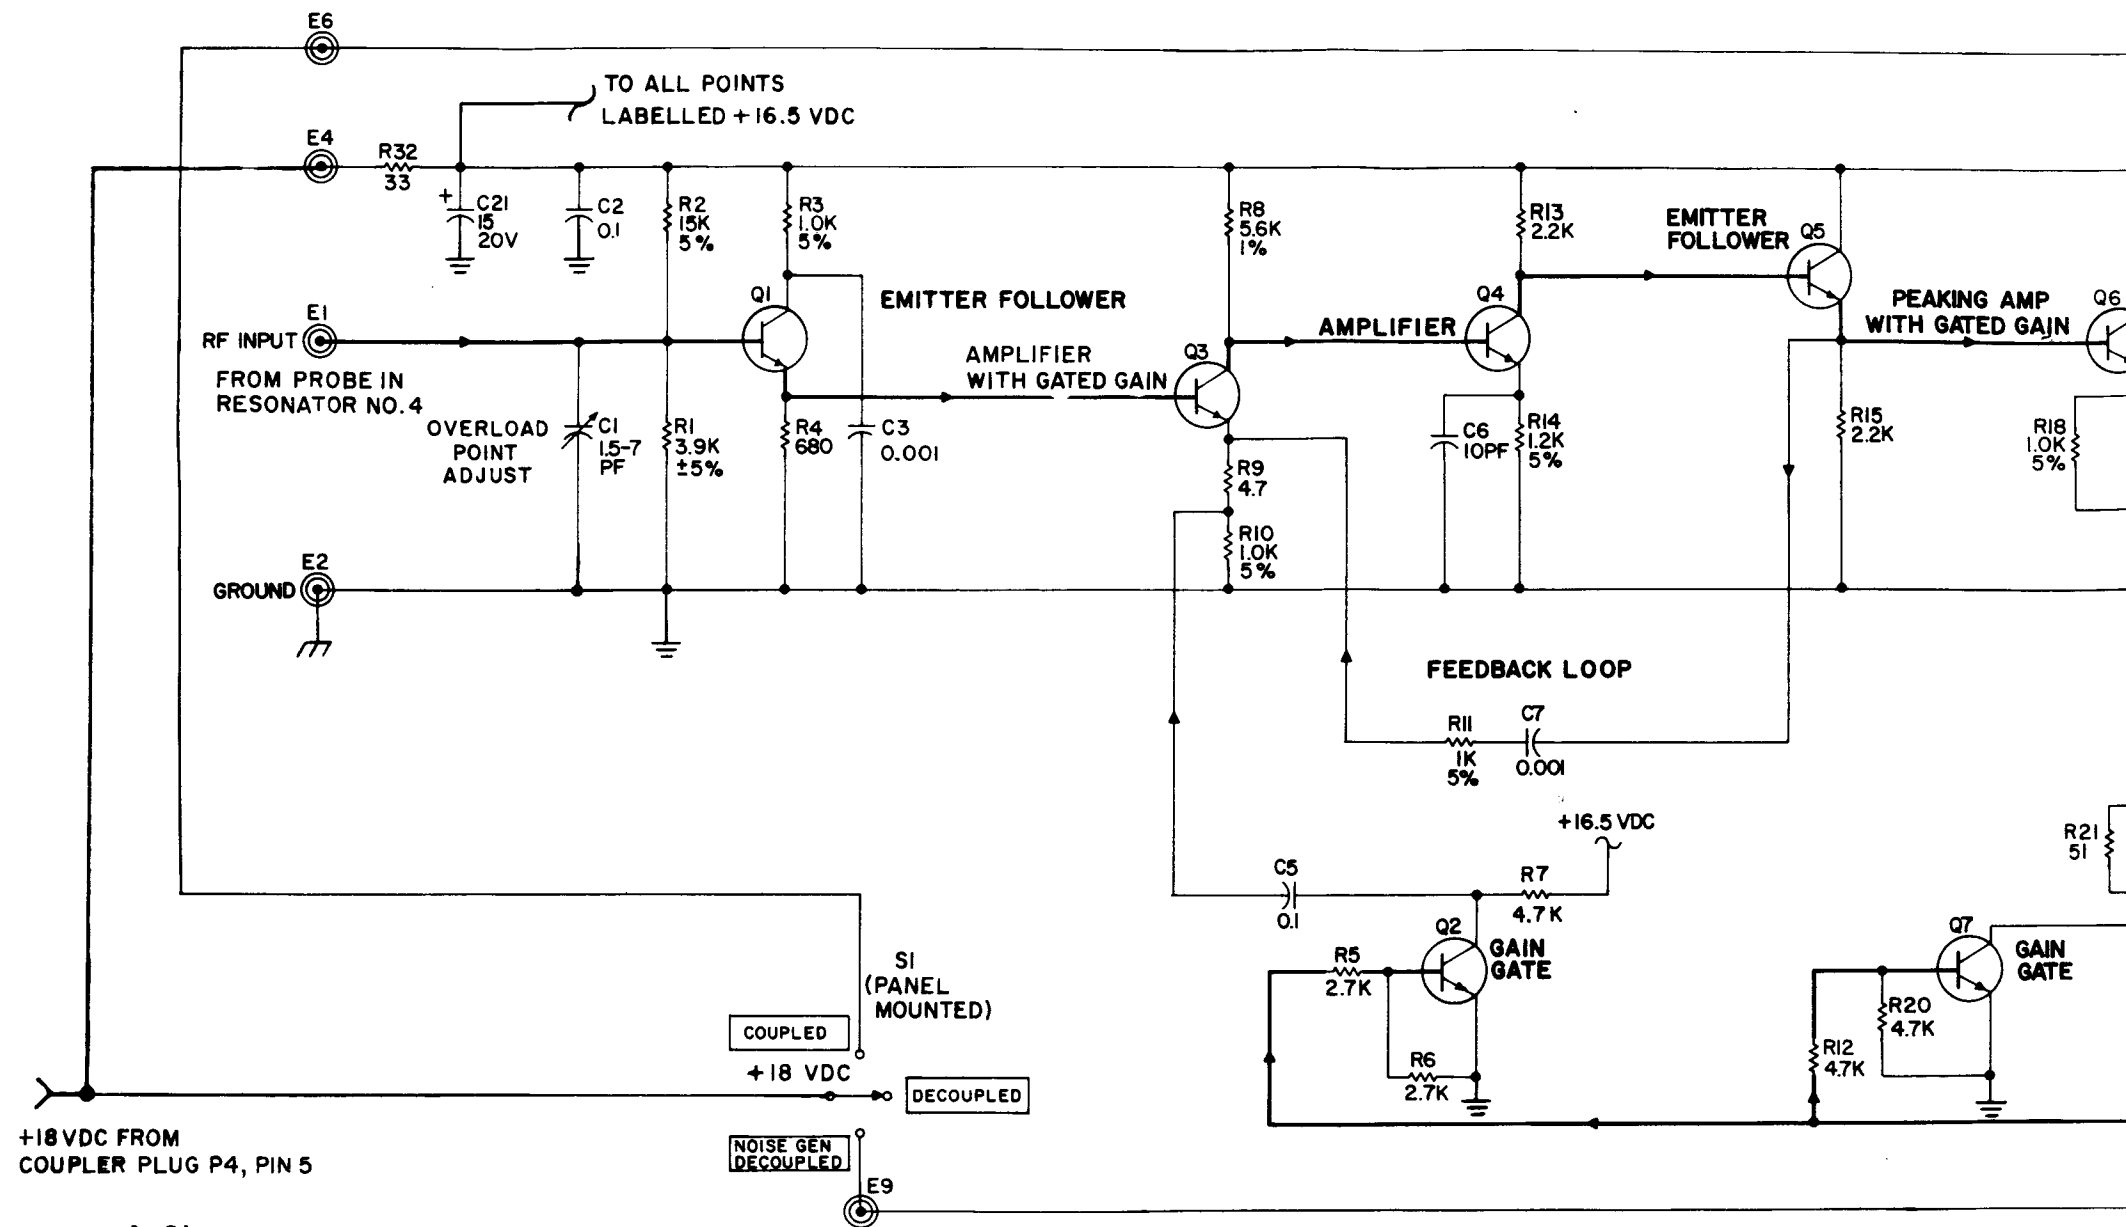 E6
TO ALL POINTS
LABELLED +16.5 VDC
E4
R32
33
+
C21
15
20V
C2
0.1
R2
15K
5%
R3
1.0K
5%
R8
5.6K
1%
R13
2.2K
EMITTER
FOLLOWER
Q5
E1
RF INPUT
FROM PROBE IN
RESONATOR NO. 4
Q1
EMITTER FOLLOWER
AMPLIFIER
WITH GATED GAIN
Q3
AMPLIFIER
Q4
PEAKING AMP
WITH GATED GAIN
Q6
OVERLOAD
POINT
ADJUST
C1
1.5-7
PF
R1
3.9K
±5%
R4
680
C3
0.001
R9
4.7
C6
10PF
R14
1.2K
5%
R15
2.2K
R18
1.0K
5%
R10
1.0K
5%
E2
GROUND
FEEDBACK LOOP
R11
1K
5%
C7
0.001
+16.5 VDC
R21
51
C5
0.1
R7
4.7K
Q2
GAIN
GATE
R5
2.7K
R6
2.7K
Q7
GAIN
GATE
R20
4.7K
R12
4.7K
S1
(PANEL
MOUNTED)
COUPLED
+18 VDC
DECOUPLED
NOISE GEN
DECOUPLED
E9
+18 VDC FROM
COUPLER PLUG P4, PIN 5